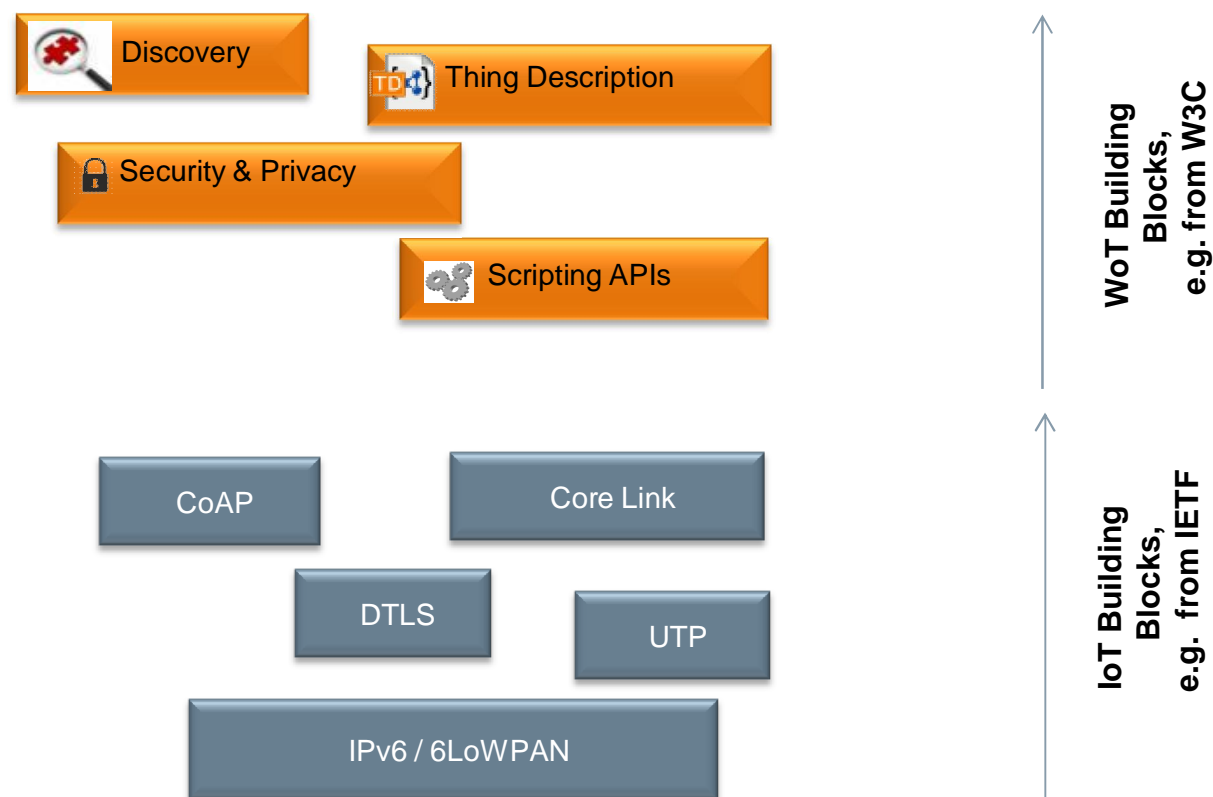 Discovery
TD
Thing Description
Security & Privacy
Scripting APIs
WoT Building
Blocks,
e.g. from W3C
CoAP
Core Link
DTLS
UTP
IPv6 / 6LoWPAN
IoT Building
Blocks,
e.g. from IETF